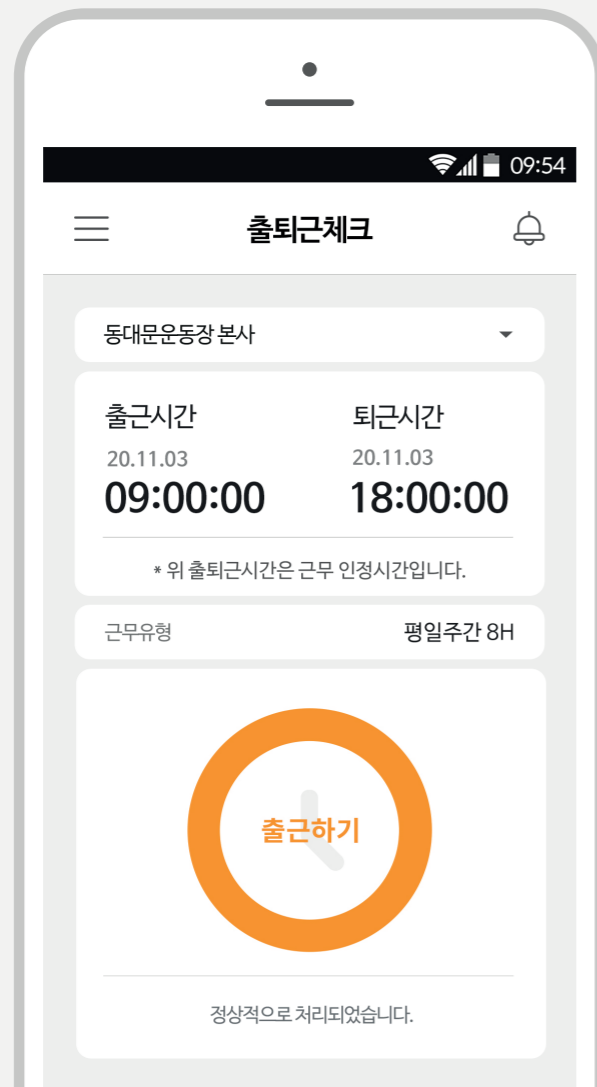 09:54
출퇴근체크
동대문운동장 본사
출근시간 퇴근시간
20.11.03 20.11.03
09:00:00 18:00:00
* 위 출퇴근시간은 근무 인정시간입니다.
근무유형 평일주간 8H
출근하기
정상적으로 처리되었습니다.